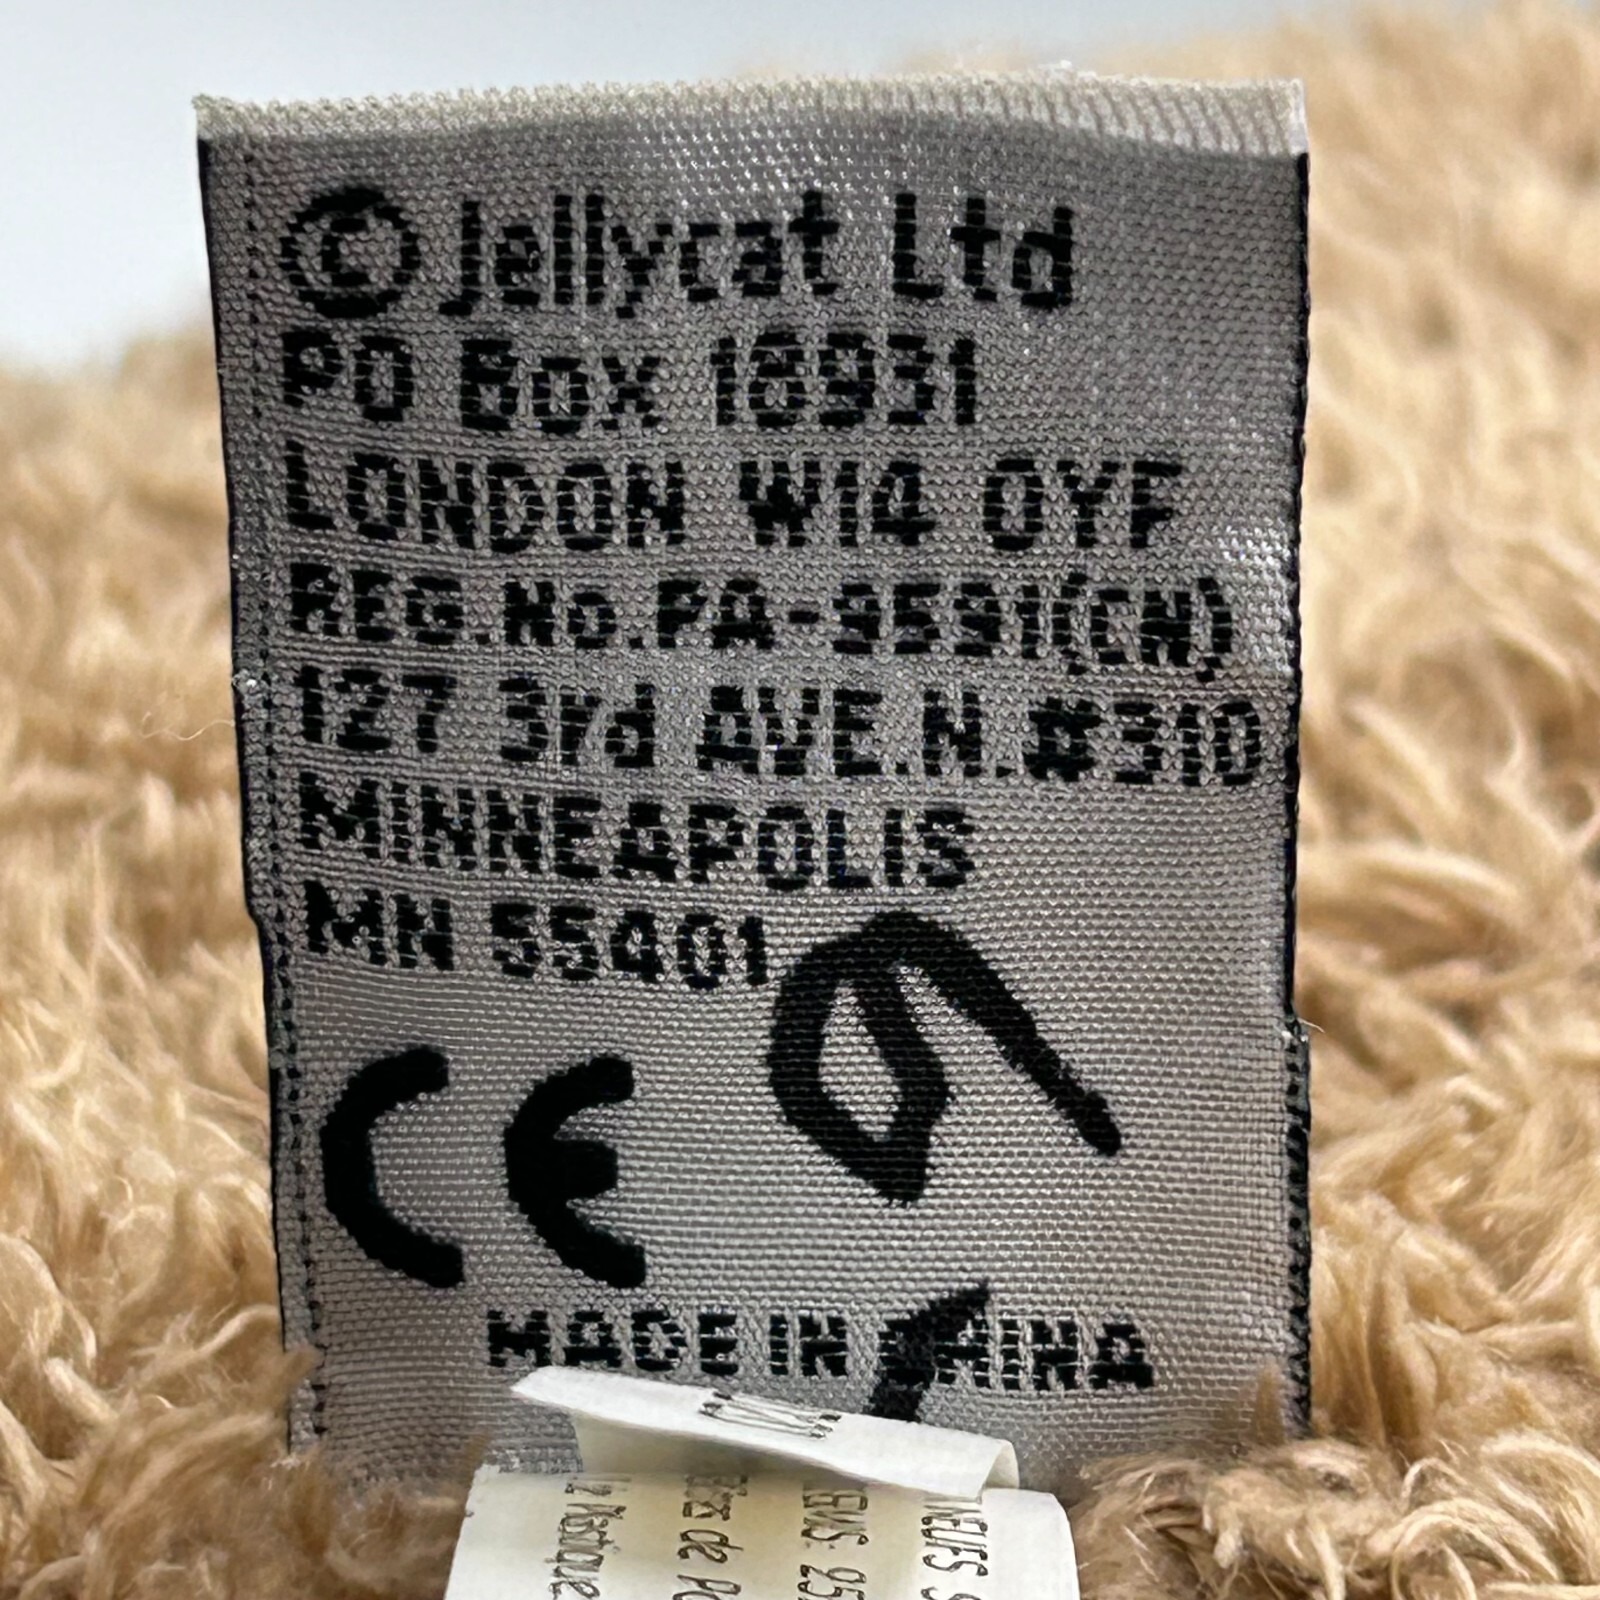 © Jellycat Ltd
PO Box 18931
LONDON W14 0YF
REG.No.PA-9591(CN)
127 3rd AVE.N.#310
MINNEAPOLIS
MN 55401
CE
MADE IN CHINA